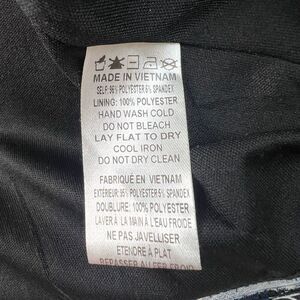 MADE IN VIETNAM
SELF: 95% POLYESTER 5% SPANDEX
LINING: 100% POLYESTER
HAND WASH COLD
DO NOT BLEACH
LAY FLAT TO DRY
COOL IRON
DO NOT DRY CLEAN
FABRIQUE EN VIETNAM
EXTERIEUR: 95% POLYESTER 5% SPANDEX
DOUBLURE: 100% POLYESTER
LAVER À LA MAIN À L'EAU FROIDE
NE PAS JAVELLISER
ETENDRE À PLAT
REPASSER AU FER FROID